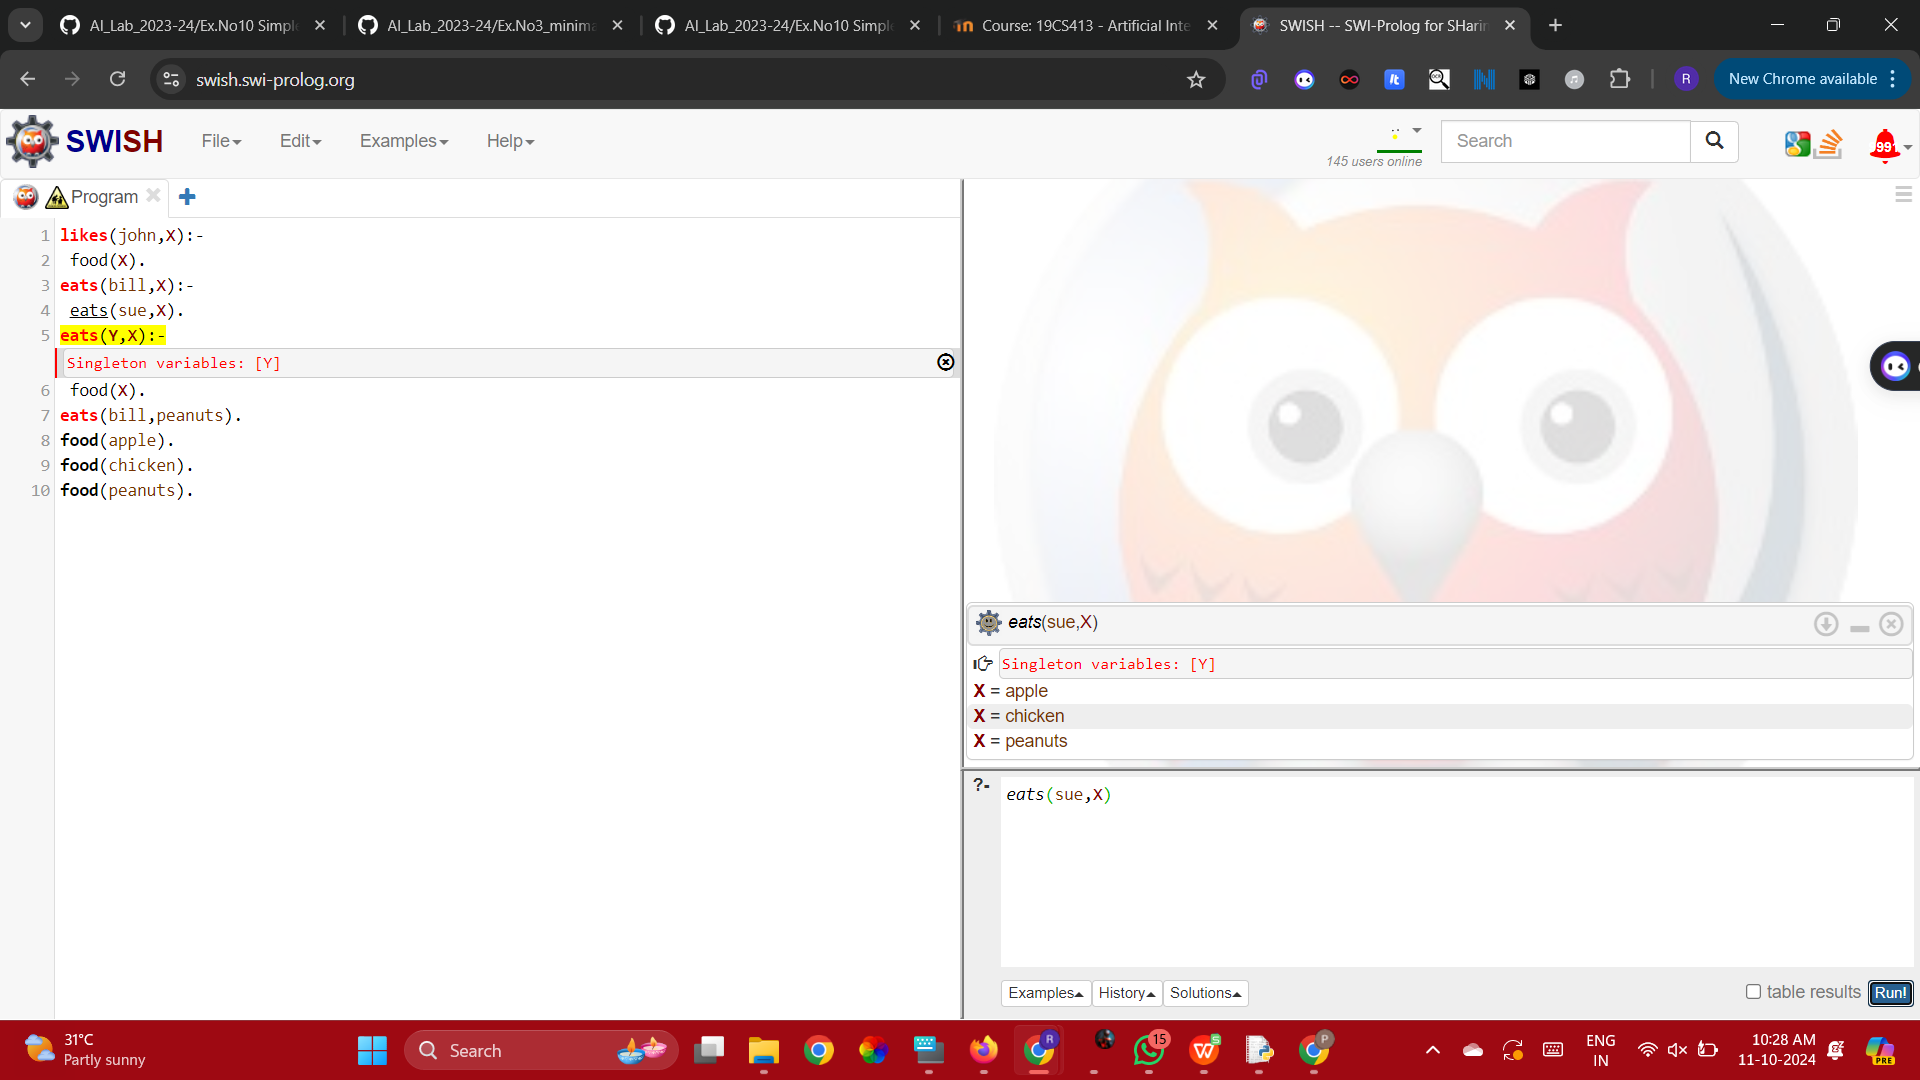 AI_Lab_2023-24/Ex.No10 Simple
AI_Lab_2023-24/Ex.No3_minima
AI_Lab_2023-24/Ex.No10 Simple
Course: 19CS413 - Artificial Inte
SWISH -- SWI-Prolog for SHarin
swish.swi-prolog.org
R
New Chrome available
SWISH
File
Edit
Examples
Help
145 users online
Search
99
Program
1 likes(john,X):-
2 food(X).
3 eats(bill,X):-
4 eats(sue,X).
5 eats(Y,X):-
Singleton variables: [Y]
6 food(X).
7 eats(bill,peanuts).
8 food(apple).
9 food(chicken).
10 food(peanuts).
eats(sue,X)
Singleton variables: [Y]
X = apple
X = chicken
X = peanuts
?-
eats(sue,X)
Examples
History
Solutions
table results
Run!
31°C
Partly sunny
Search
R
15
S
P
ENG
IN
10:28 AM
11-10-2024
PRE